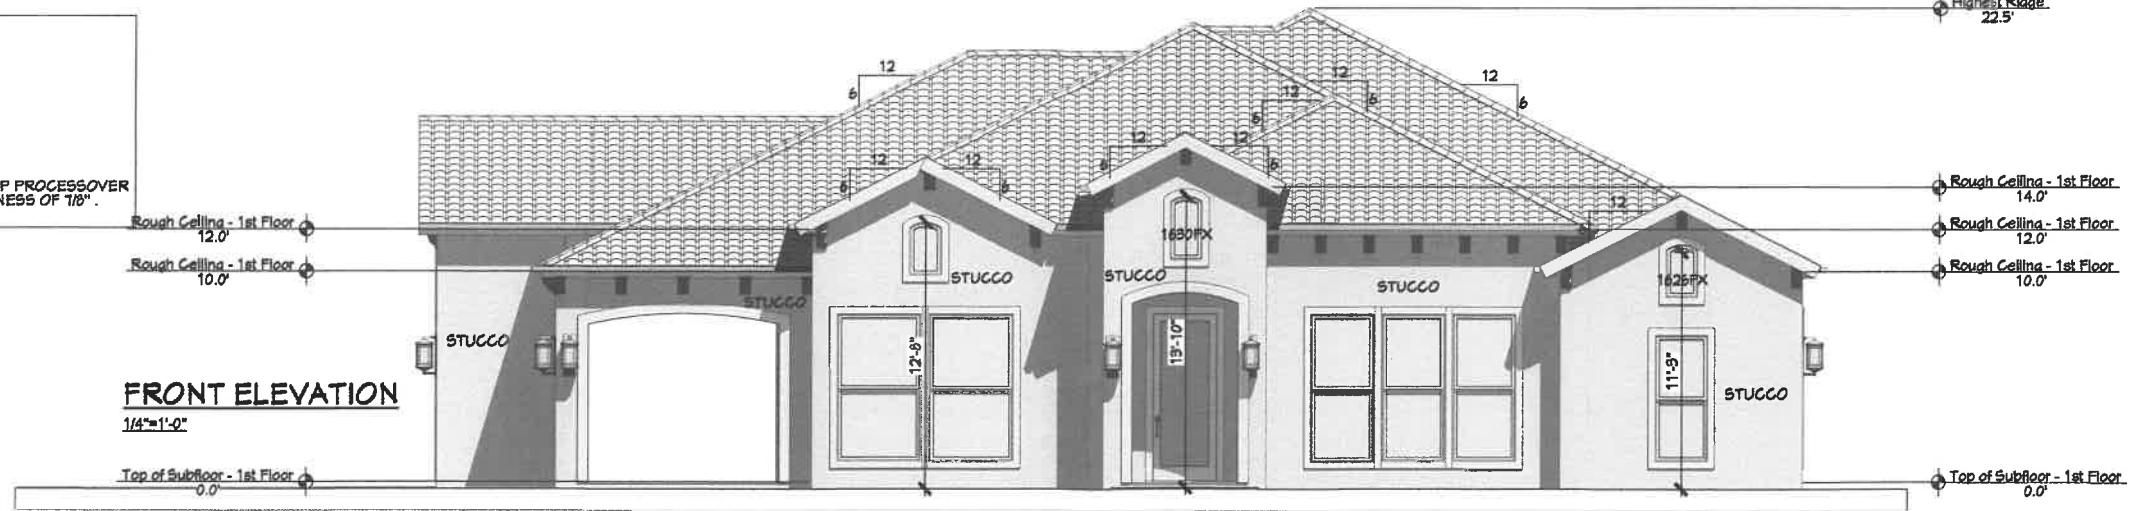 Highest Ridge
22.5'
12
6
12
6
12
6
12
6
12
6
12
6
12
6
12
6
12
6
P PROCESSOVER
NESS OF 7/8" .
Rough Ceiling - 1st Floor
14.0'
Rough Ceiling - 1st Floor
12.0'
Rough Ceiling - 1st Floor
12.0'
Rough Ceiling - 1st Floor
10.0'
Rough Ceiling - 1st Floor
10.0'
1630FX
1626FX
STUCCO
STUCCO
STUCCO
STUCCO
STUCCO
STUCCO
12'-8"
13'-10"
FRONT ELEVATION
1/4"=1'-0"
Top of Subfloor - 1st Floor
0.0'
Top of Subfloor - 1st Floor
0.0'